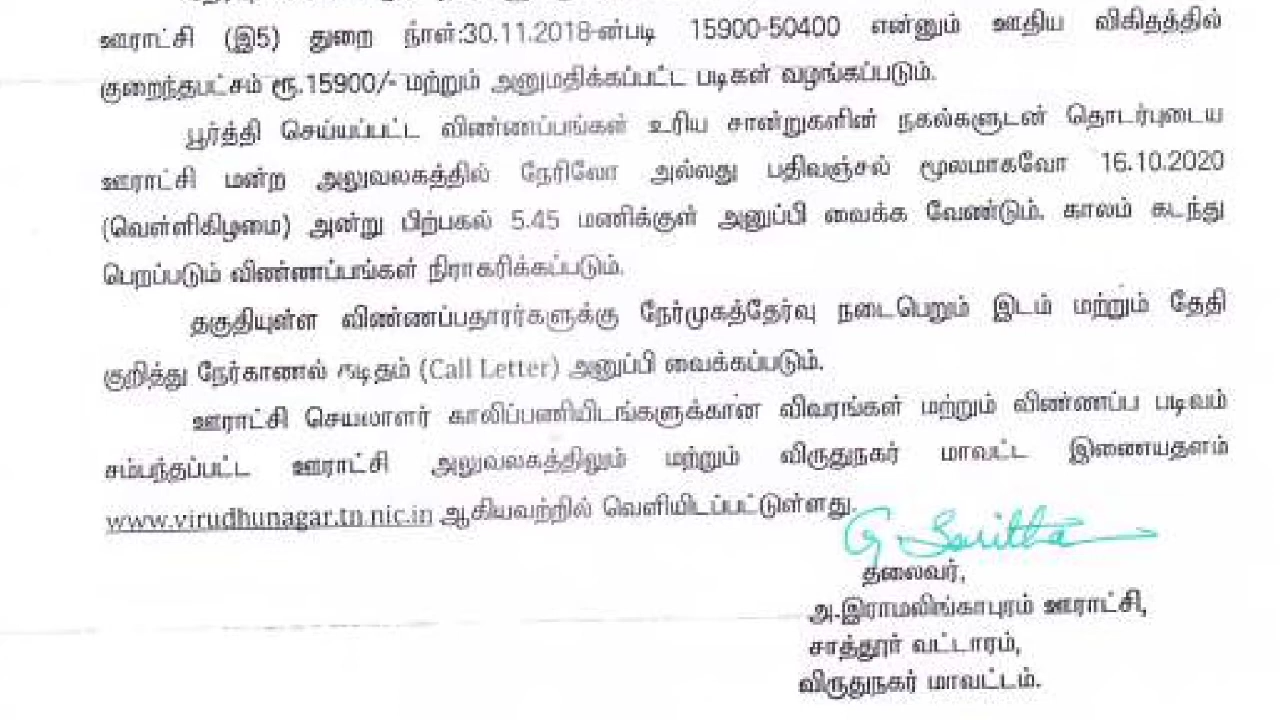 ஊராட்சி (இ5) துறை நாள்:30.11.2018-ன்படி 15900-50400 என்னும் ஊதிய விகிதத்தில்
குறைந்தபட்சம் ரூ.15900/- மற்றும் அனுமதிக்கப்பட்ட படிகள் வழங்கப்படும்.
பூர்த்தி செய்யப்பட்ட விண்ணப்பங்கள் உரிய சான்றுகளின் நகல்களுடன் தொடர்புடைய
ஊராட்சி மன்ற அலுவலகத்தில் நேரிலோ அல்லது பதிவஞ்சல் மூலமாகவோ 16.10.2020
(வெள்ளிகிழமை) அன்று பிற்பகல் 5.45 மணிக்குள் அனுப்பி வைக்க வேண்டும். காலம் கடந்து
பெறப்படும் விண்ணப்பங்கள் நிராகரிக்கப்படும்.
தகுதியுள்ள விண்ணப்பதாரர்களுக்கு நேர்முகத்தேர்வு நடைபெறும் இடம் மற்றும் தேதி
குறித்து நேர்காணல் கடிதம் (Call Letter) அனுப்பி வைக்கப்படும்.
ஊராட்சி செயலாளர் காலிப்பணியிடங்களுக்கான விவரங்கள் மற்றும் விண்ணப்ப படிவம்
சம்பந்தப்பட்ட ஊராட்சி அலுவலகத்திலும் மற்றும் விருதுநகர் மாவட்ட இணையதளம்
www.virudhunagar.tn.nic.in ஆகியவற்றில் வெளியிடப்பட்டுள்ளது.
G. Saritha
தலைவர்,
அ.இராமலிங்காபுரம் ஊராட்சி,
சாத்தூர் வட்டாரம்,
விருதுநகர் மாவட்டம்.